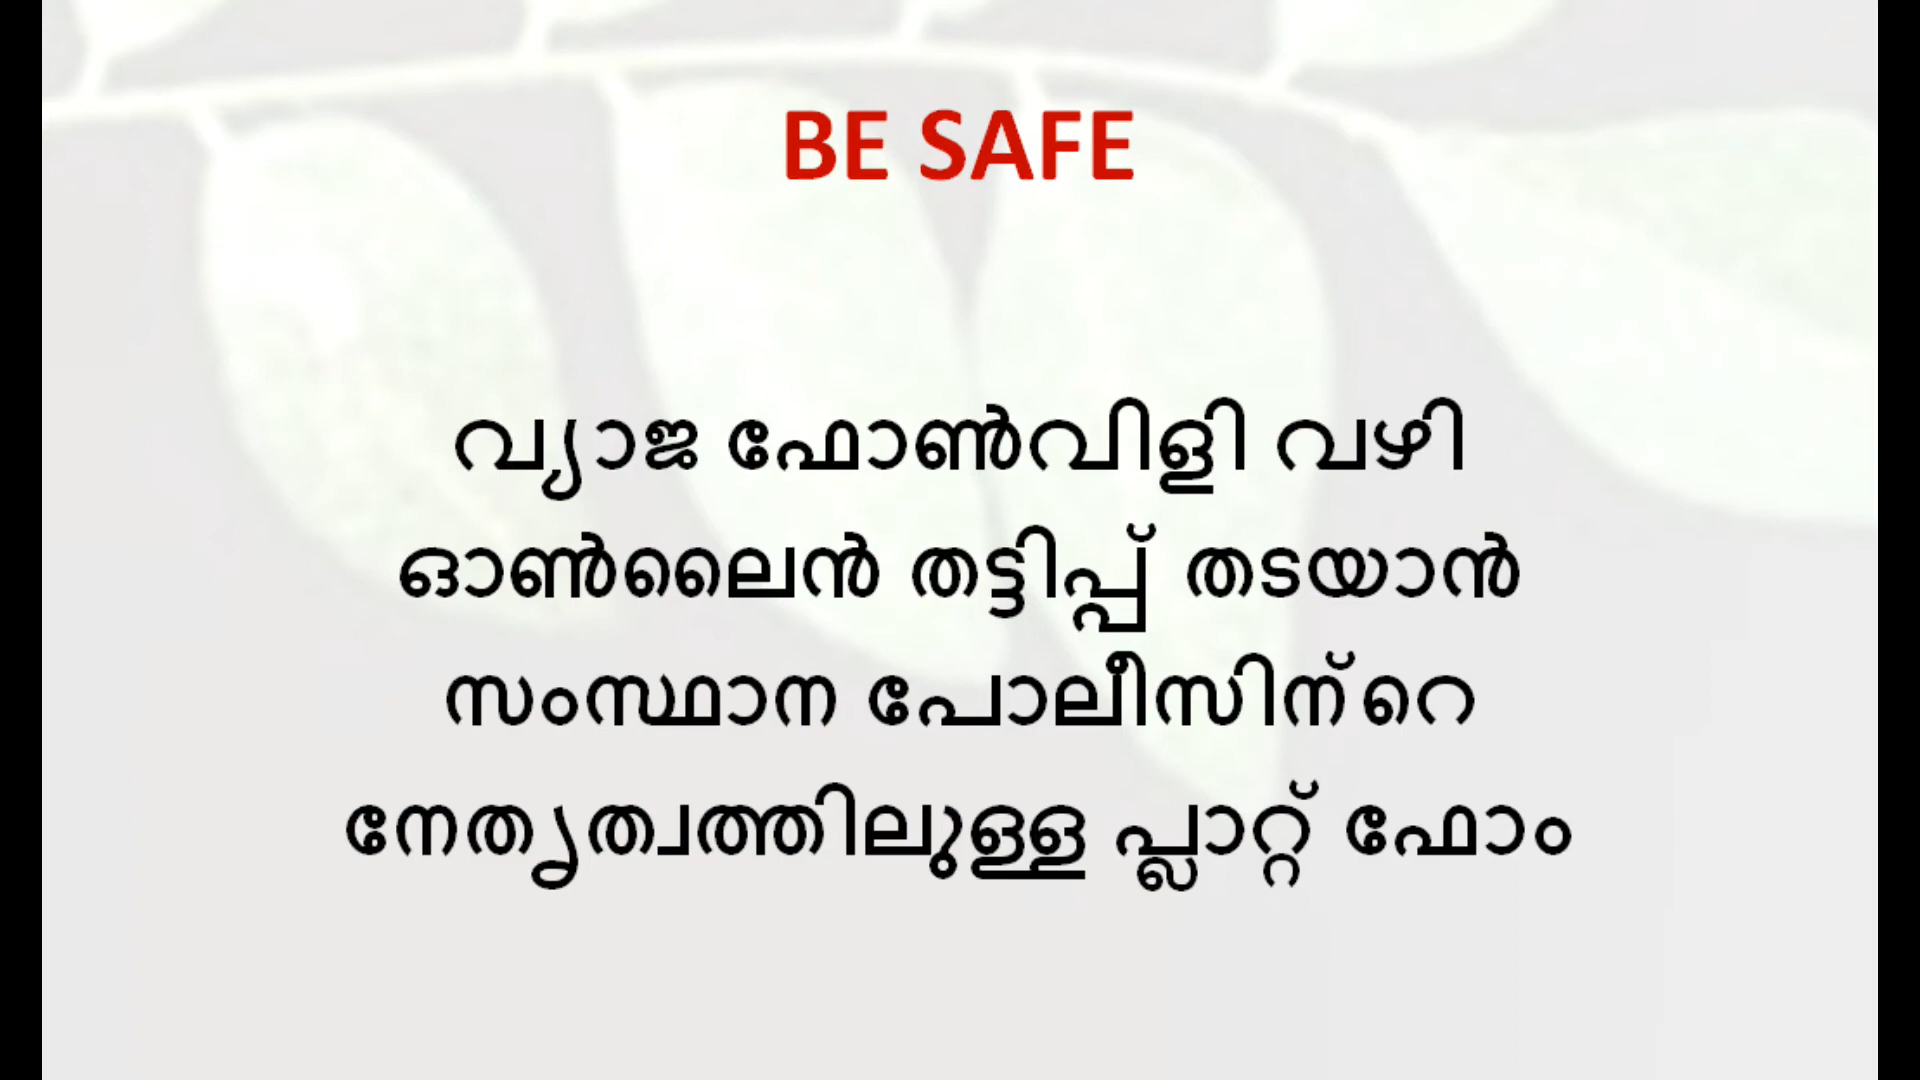 BE SAFE
വ്യാജ ഫോൺവിളി വഴി
ഓൺലൈൻ തട്ടിപ്പ് തടയാൻ
സംസ്ഥാന പോലീസിന്‍റെ
നേതൃത്വത്തിലുള്ള പ്ലാറ്റ് ഫോം